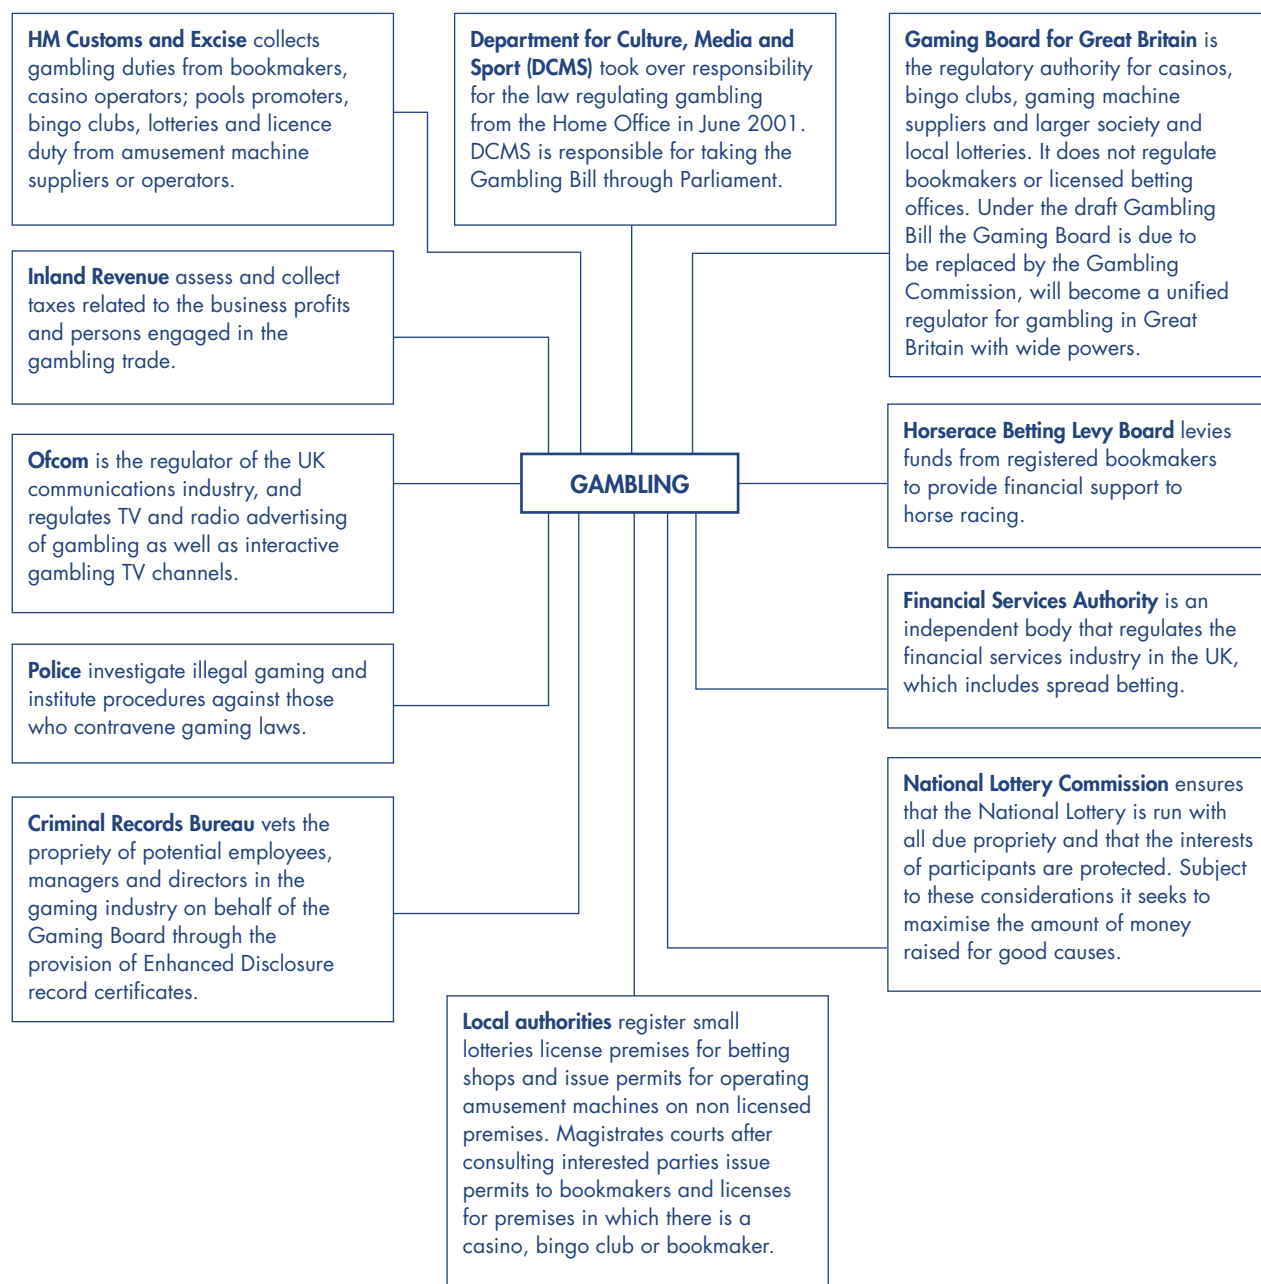 HM Customs and Excise collects
gambling duties from bookmakers,
casino operators; pools promoters,
bingo clubs, lotteries and licence
duty from amusement machine
suppliers or operators.
Department for Culture, Media and
Sport (DCMS) took over responsibility
for the law regulating gambling
from the Home Office in June 2001.
DCMS is responsible for taking the
Gambling Bill through Parliament.
Gaming Board for Great Britain is
the regulatory authority for casinos,
bingo clubs, gaming machine
suppliers and larger society and
local lotteries. It does not regulate
bookmakers or licensed betting
offices. Under the draft Gambling
Bill the Gaming Board is due to
be replaced by the Gambling
Commission, will become a unified
regulator for gambling in Great
Britain with wide powers.
Inland Revenue assess and collect
taxes related to the business profits
and persons engaged in the
gambling trade.
Horserace Betting Levy Board levies
funds from registered bookmakers
to provide financial support to
horse racing.
Ofcom is the regulator of the UK
communications industry, and
regulates TV and radio advertising
of gambling as well as interactive
gambling TV channels.
GAMBLING
Financial Services Authority is an
independent body that regulates the
financial services industry in the UK,
which includes spread betting.
Police investigate illegal gaming and
institute procedures against those
who contravene gaming laws.
National Lottery Commission ensures
that the National Lottery is run with
all due propriety and that the interests
of participants are protected. Subject
to these considerations it seeks to
maximise the amount of money
raised for good causes.
Criminal Records Bureau vets the
propriety of potential employees,
managers and directors in the
gaming industry on behalf of the
Gaming Board through the
provision of Enhanced Disclosure
record certificates.
Local authorities register small
lotteries license premises for betting
shops and issue permits for operating
amusement machines on non licensed
premises. Magistrates courts after
consulting interested parties issue
permits to bookmakers and licenses
for premises in which there is a
casino, bingo club or bookmaker.